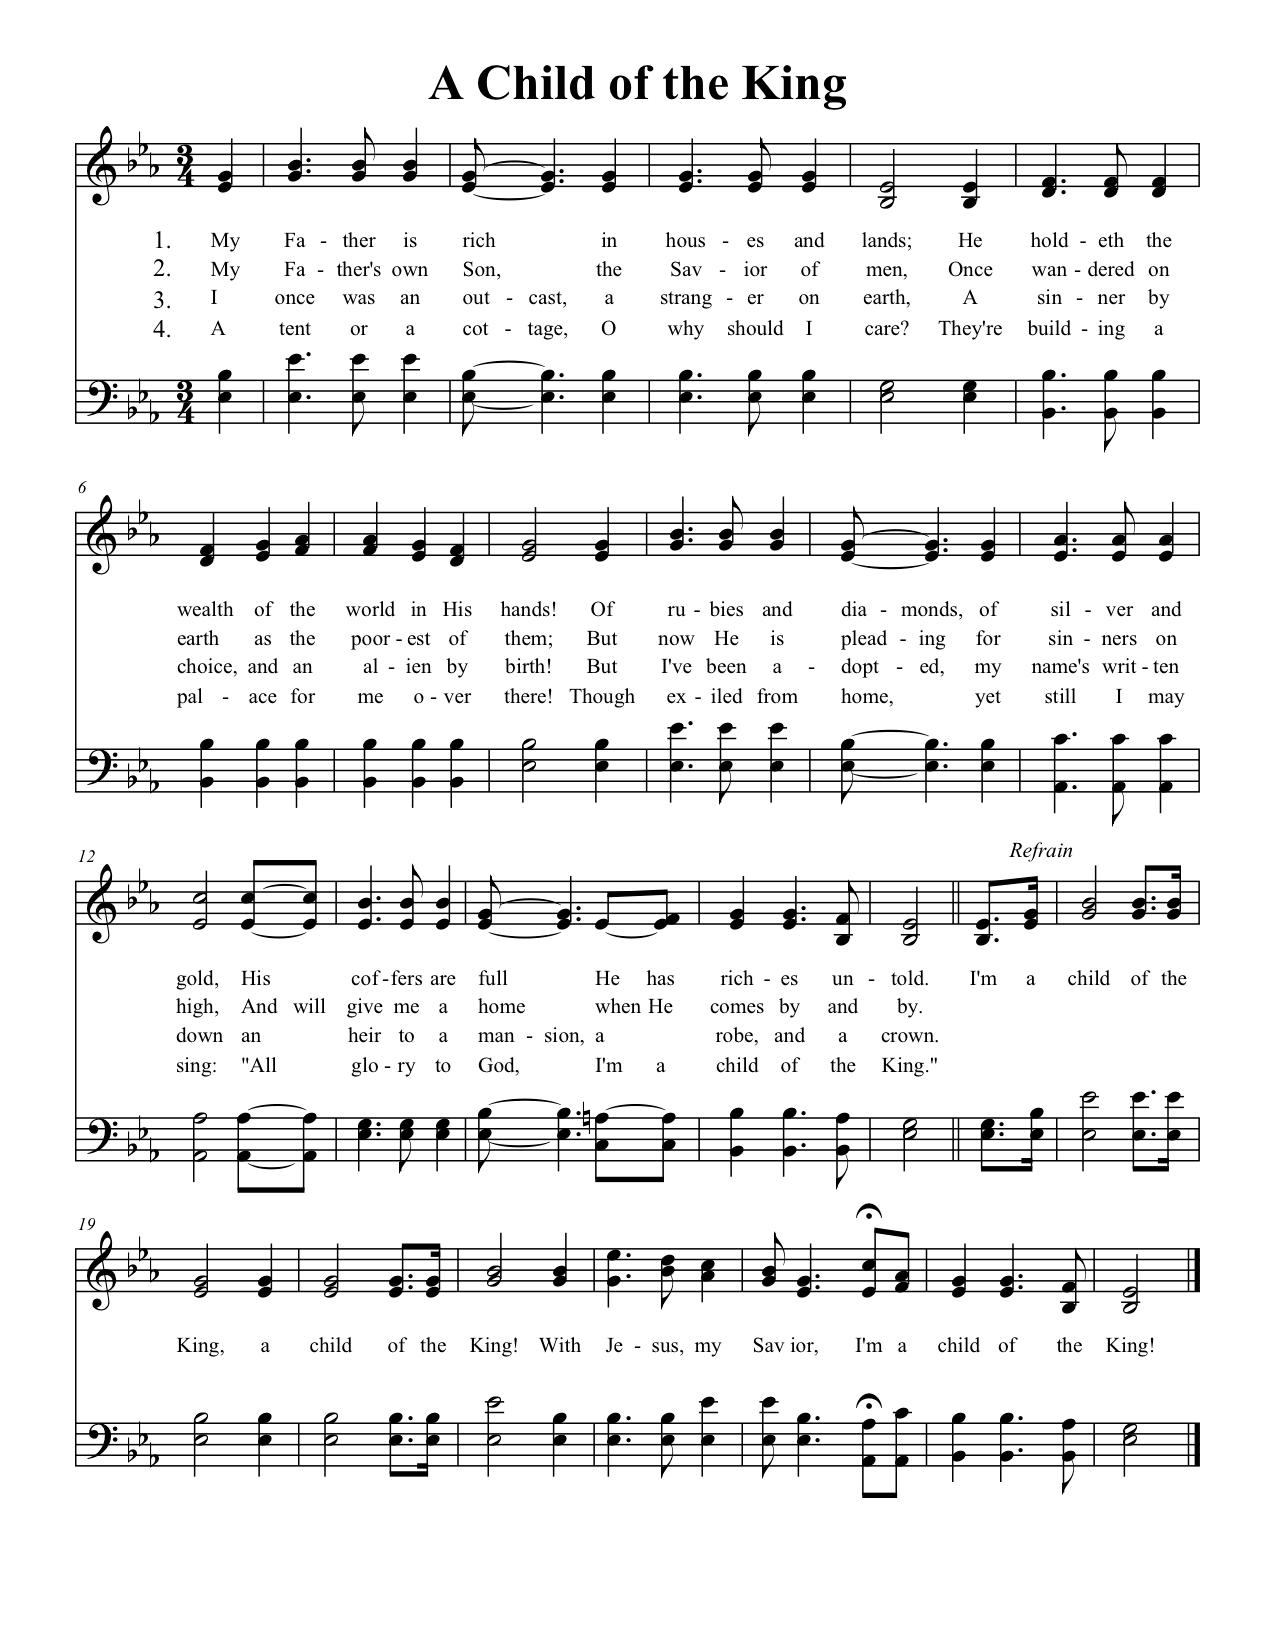 A Child of the King
1. My Fa - ther is rich in hous - es and lands; He hold - eth the
2. My Fa - ther's own Son, the Sav - ior of men, Once wan - dered on
3. I once was an out - cast, a strang - er on earth, A sin - ner by
4. A tent or a cot - tage, O why should I care? They're build - ing a
6
wealth of the world in His hands! Of ru - bies and dia - monds, of sil - ver and
earth as the poor - est of them; But now He is plead - ing for sin - ners on
choice, and an al - ien by birth! But I've been a - dopt - ed, my name's writ - ten
pal - ace for me o - ver there! Though ex - iled from home, yet still I may
12
Refrain
gold, His cof - fers are full He has rich - es un - told. I'm a child of the
high, And will give me a home when He comes by and by.
down an heir to a man - sion, a robe, and a crown.
sing: "All glo - ry to God, I'm a child of the King."
19
King, a child of the King! With Je - sus, my Sav ior, I'm a child of the King!